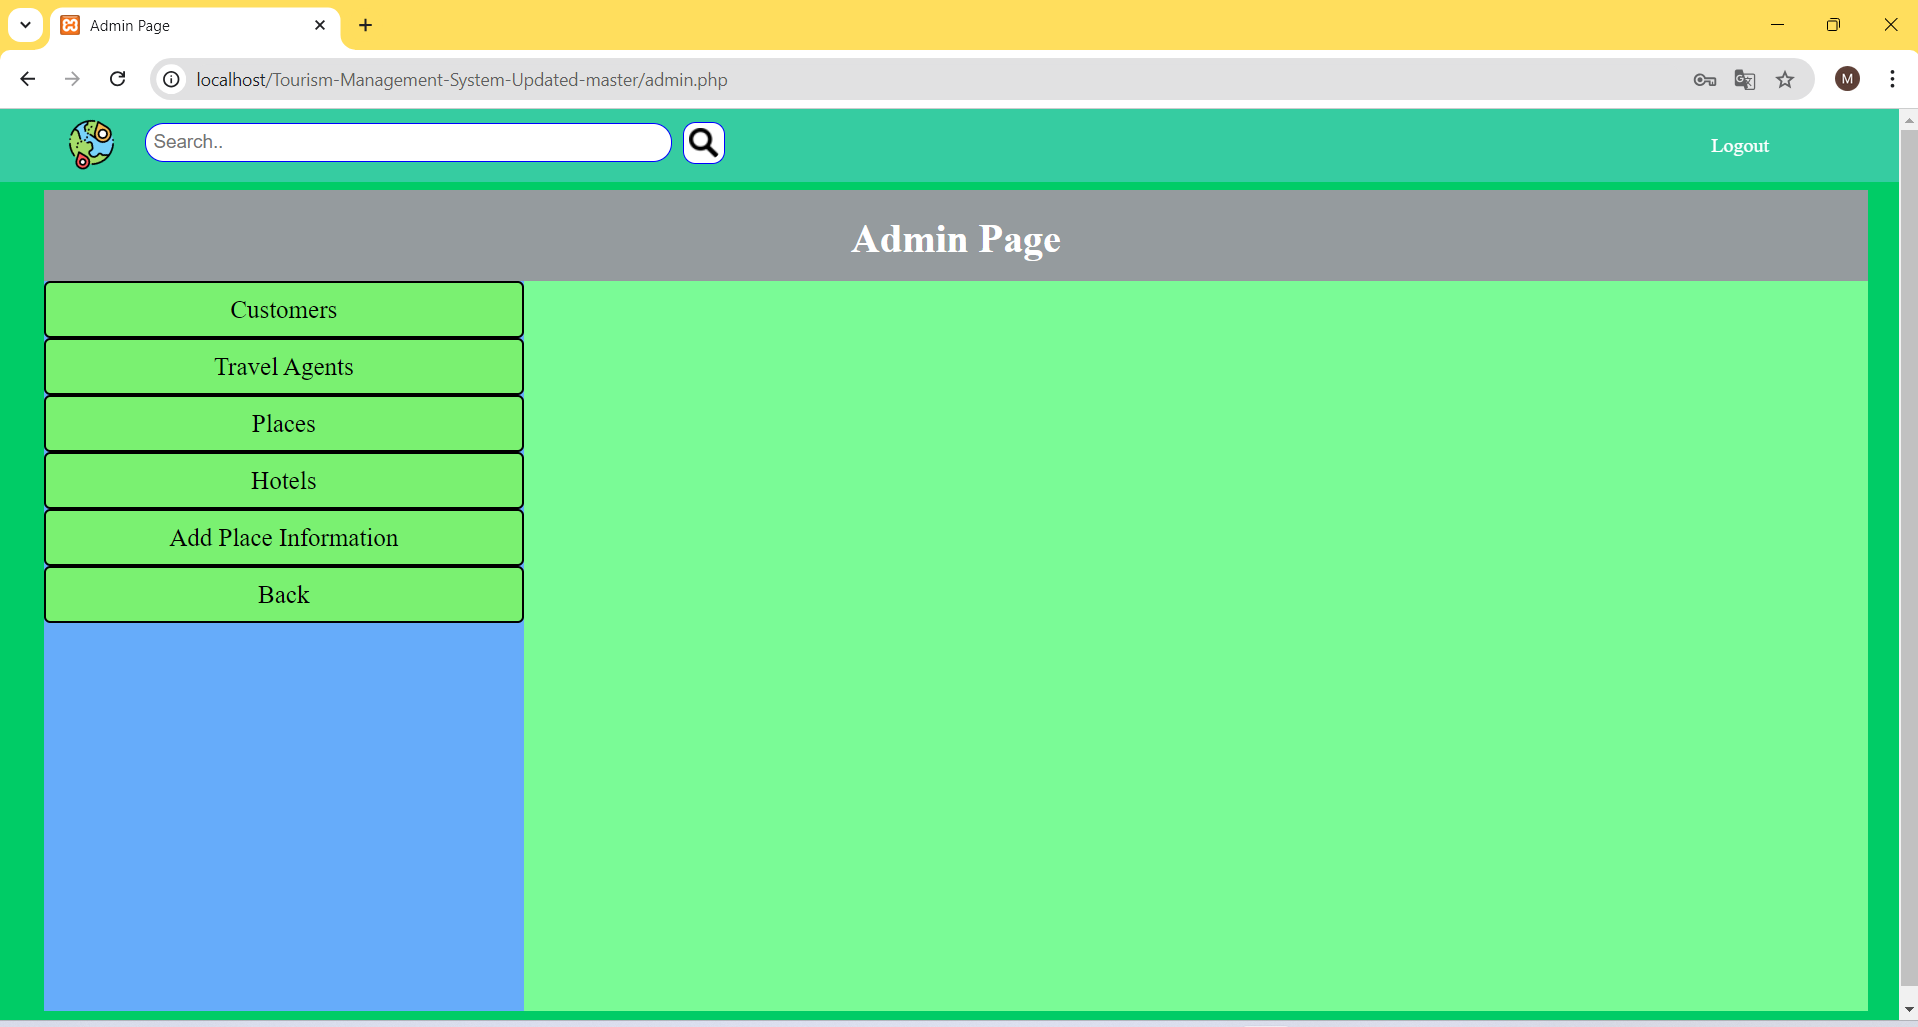 Admin Page
localhost/Tourism-Management-System-Updated-master/admin.php
M
Search..
Logout
Admin Page
Customers
Travel Agents
Places
Hotels
Add Place Information
Back